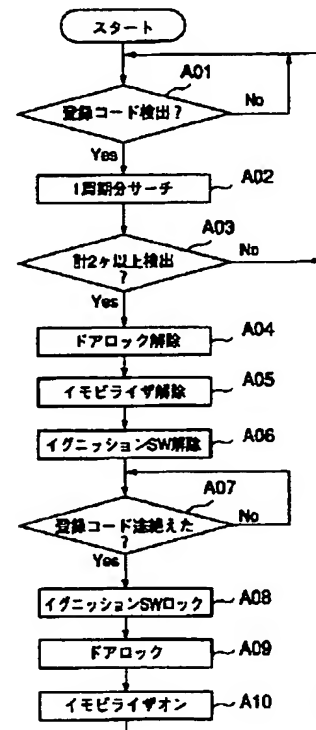 スタート
A01
登録コード検出?
No
Yes
1周期分サーチ
A02
A03
計2ヶ以上検出
?
No
Yes
ドアロック解除
A04
イモビライザ解除
A05
イグニッションSW解除
A06
A07
登録コード途絶えた
?
No
Yes
イグニッションSWロック
A08
ドアロック
A09
イモビライザオン
A10